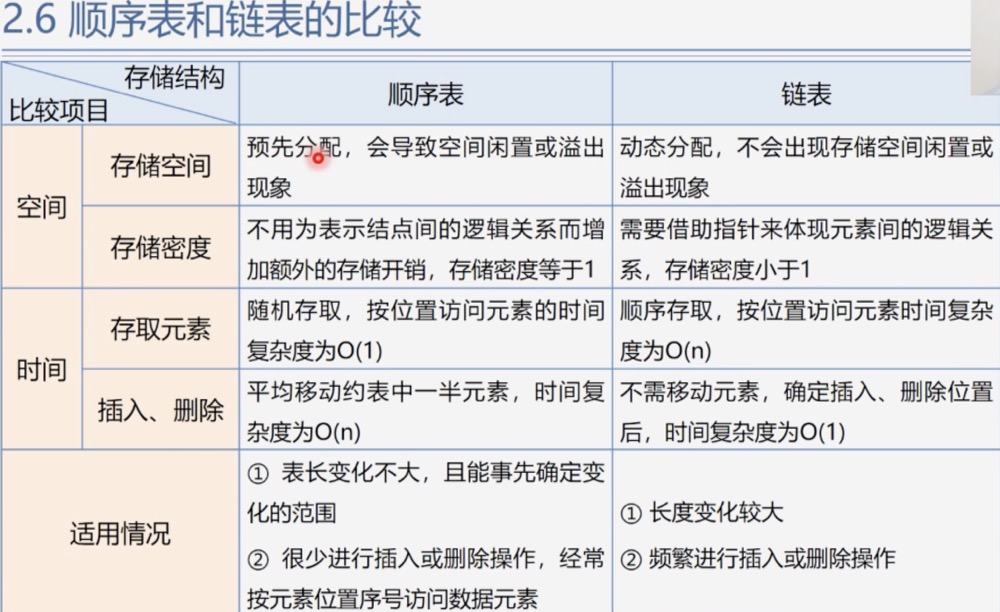 2.6 顺序表和链表的比较
存储结构
比较项目
顺序表
链表
空间
存储空间
预先分配，会导致空间闲置或溢出
现象
动态分配，不会出现存储空间闲置或
溢出现象
存储密度
不用为表示结点间的逻辑关系而增
加额外的存储开销，存储密度等于1
需要借助指针来体现元素间的逻辑关
系，存储密度小于1
时间
存取元素
随机存取，按位置访问元素的时间
复杂度为O(1)
顺序存取，按位置访问元素时间复杂
度为O(n)
插入、删除
平均移动约表中一半元素，时间复
杂度为O(n)
不需移动元素，确定插入、删除位置
后，时间复杂度为O(1)
适用情况
① 表长变化不大，且能事先确定变
化的范围
② 很少进行插入或删除操作，经常
按元素位置序号访问数据元素
① 长度变化较大
② 频繁进行插入或删除操作